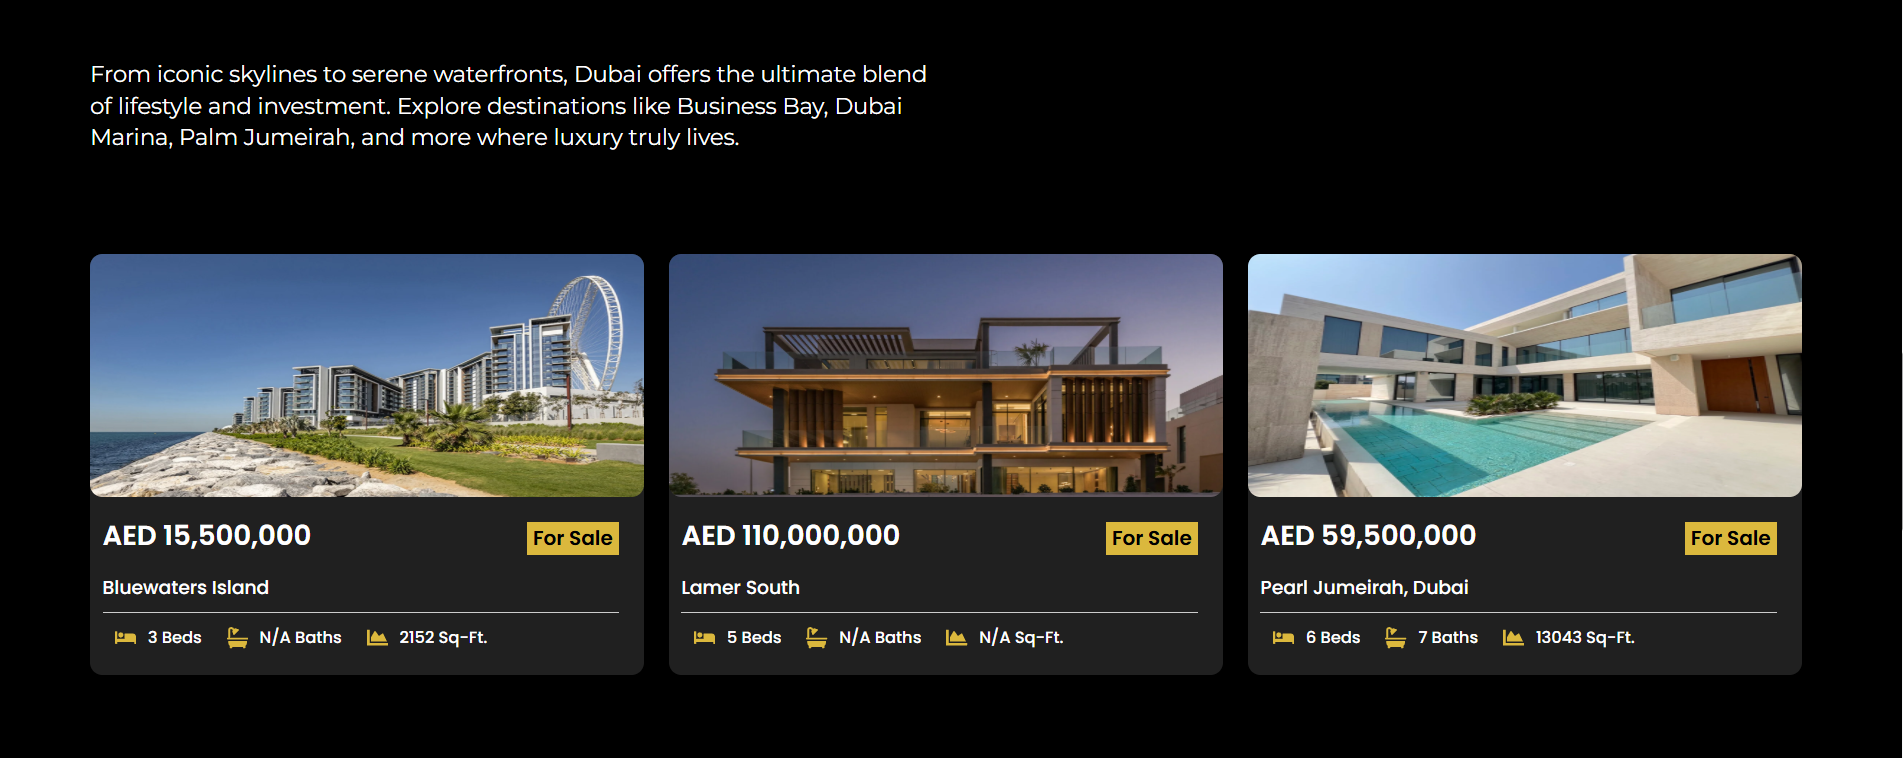 From iconic skylines to serene waterfronts, Dubai offers the ultimate blend
of lifestyle and investment. Explore destinations like Business Bay, Dubai
Marina, Palm Jumeirah, and more where luxury truly lives.
AED 15,500,000
For Sale
Bluewaters Island
3 Beds
N/A Baths
2152 Sq-Ft.
AED 110,000,000
For Sale
Lamer South
5 Beds
N/A Baths
N/A Sq-Ft.
AED 59,500,000
For Sale
Pearl Jumeirah, Dubai
6 Beds
7 Baths
13043 Sq-Ft.